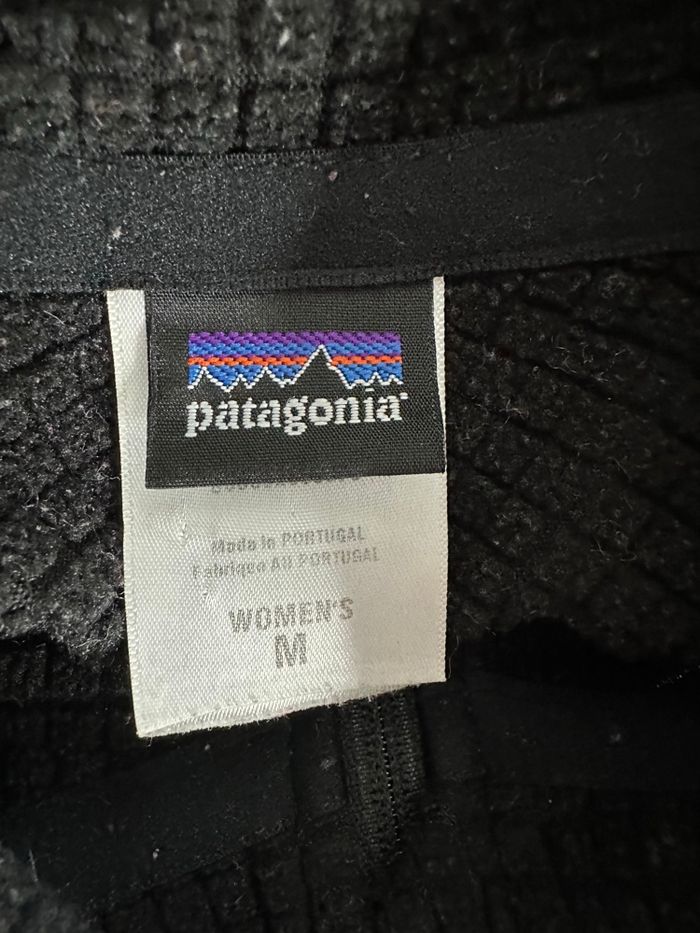 patagonia
Made in PORTUGAL
Fabriqué Au PORTUGAL
WOMEN'S
M